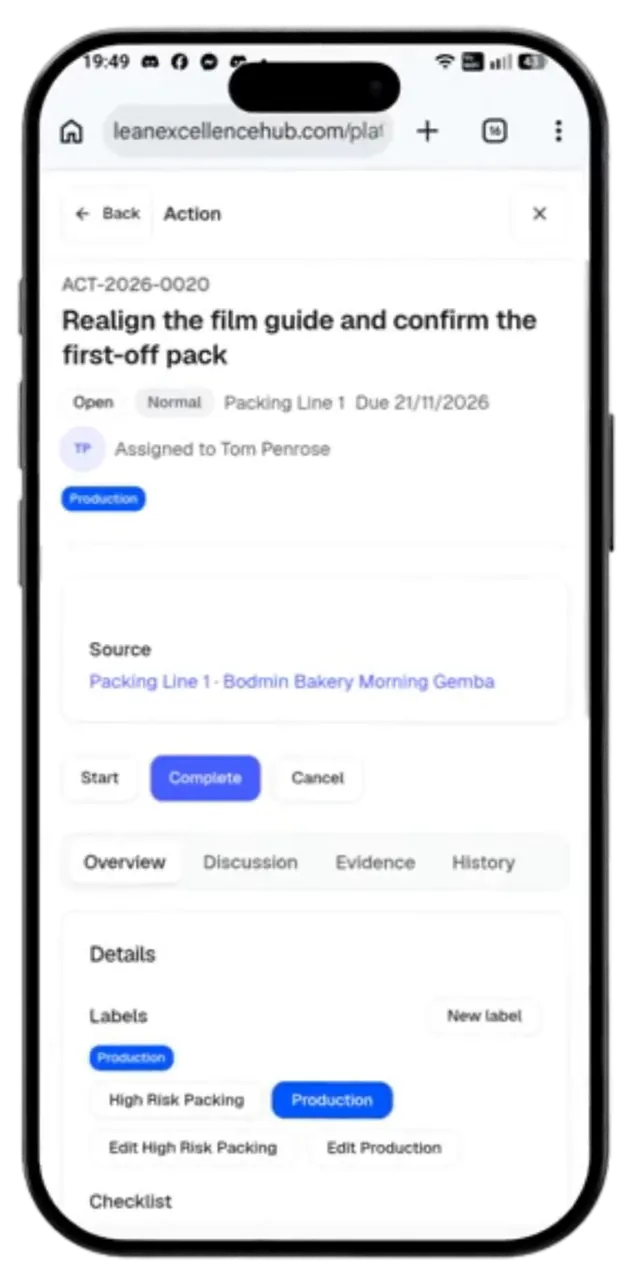 19:49
leanexcellencehub.com/plat
16
Back Action
ACT-2026-0020
Realign the film guide and confirm the
first-off pack
Open Normal Packing Line 1 Due 21/11/2026
TP Assigned to Tom Penrose
Production
Source
Packing Line 1 · Bodmin Bakery Morning Gemba
Start Complete Cancel
Overview Discussion Evidence History
Details
Labels New label
Production
High Risk Packing Production
Edit High Risk Packing Edit Production
Checklist